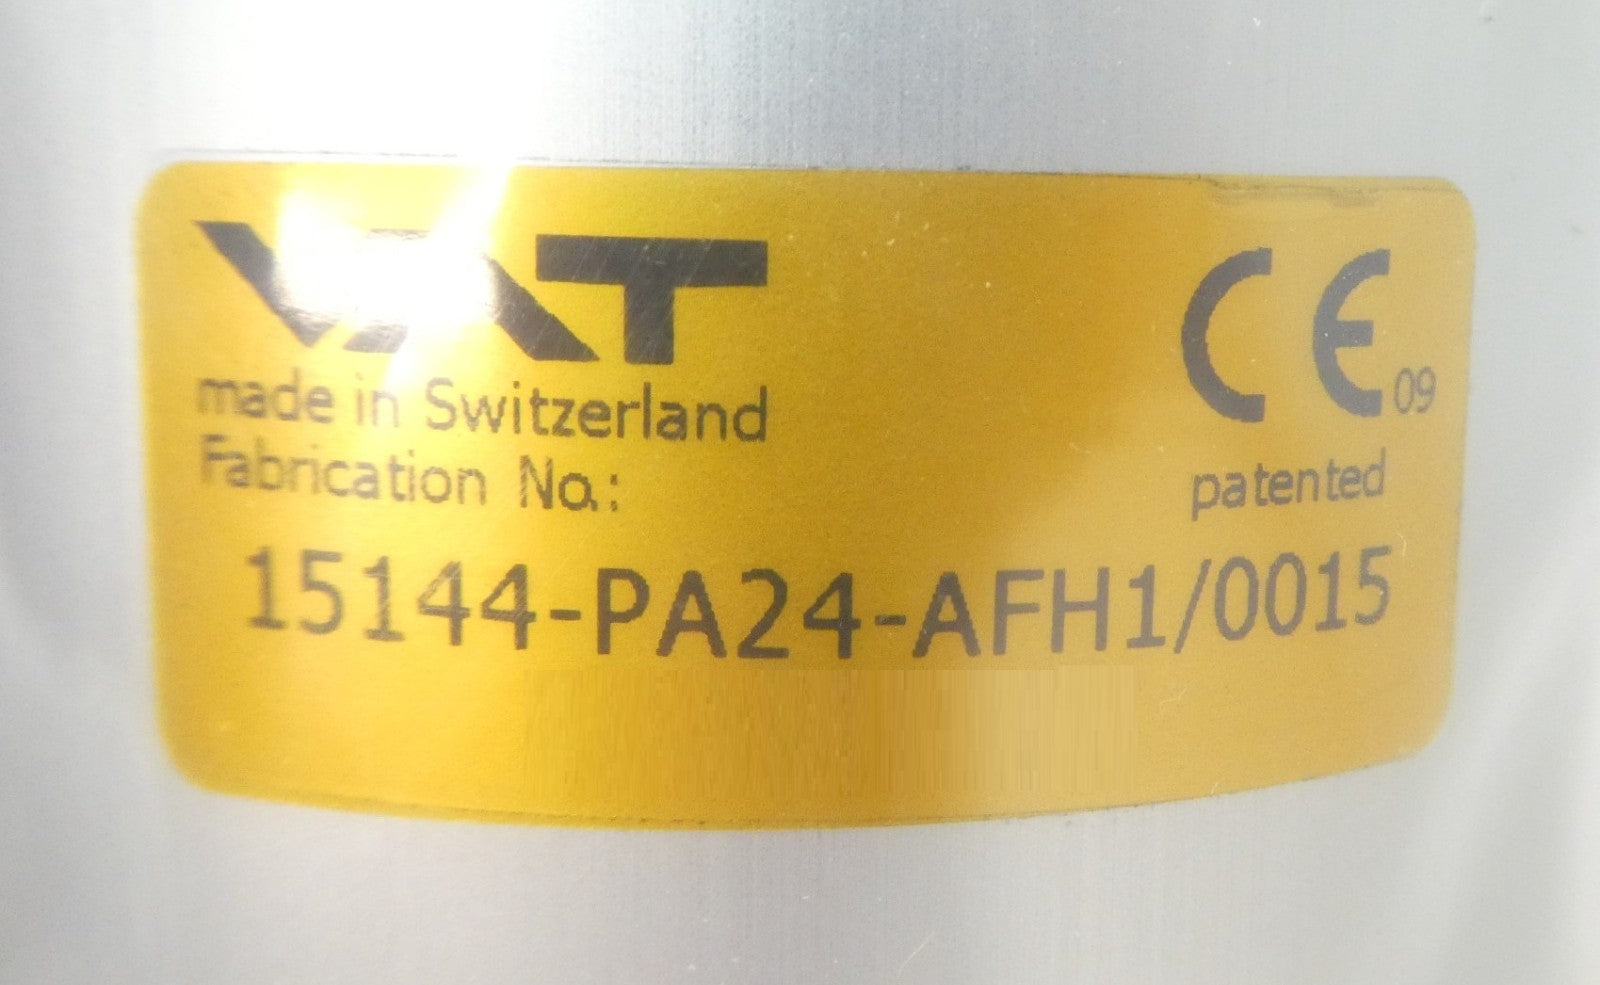 VAT
CE 09
made in Switzerland
Fabrication No.:
patented
15144-PA24-AFH1/0015